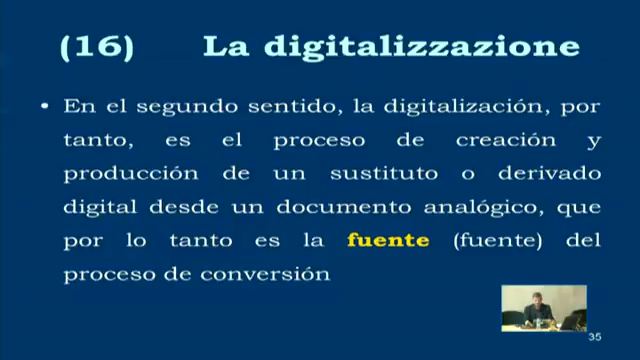 (16) La digitalizzazione
• En el segundo sentido, la digitalización, por
tanto, es el proceso de creación y
producción de un sustituto o derivado
digital desde un documento analógico, que
por lo tanto es la fuente (fuente) del
proceso de conversión
35